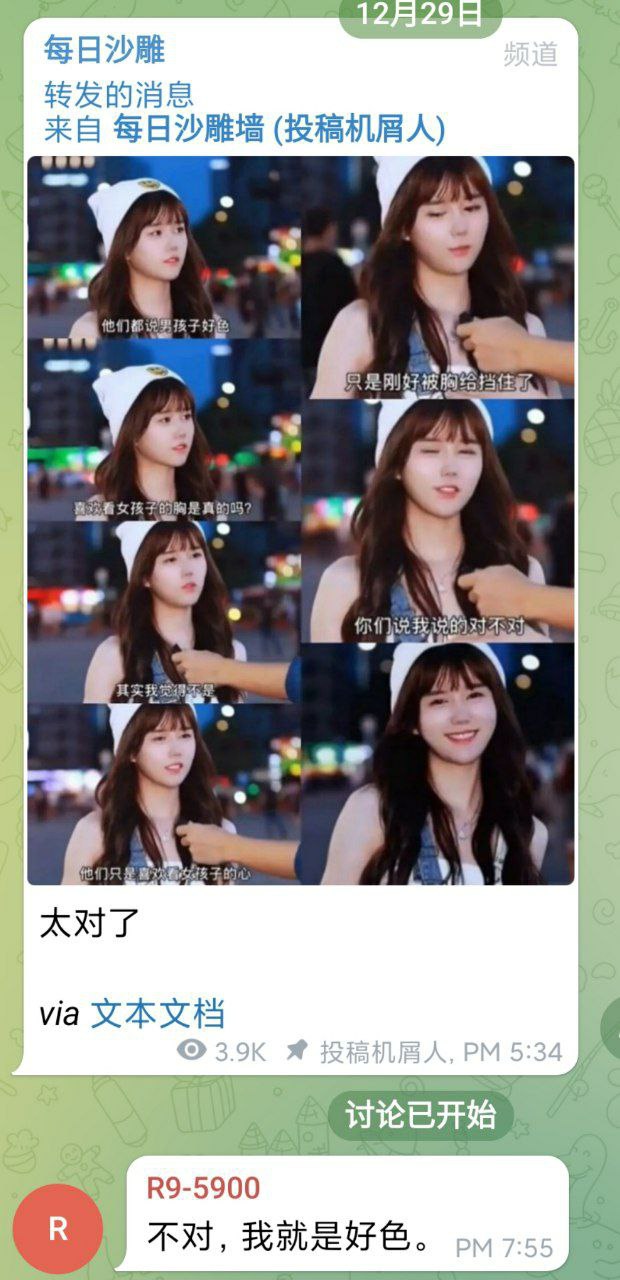 12月29日
每日沙雕
频道
转发的消息
来自 每日沙雕墙 (投稿机屑人)
他们都说男孩子好色
喜欢看女孩子的胸是真的吗?
其实我觉得不是
他们只是喜欢看女孩子的心
只是刚好被胸给挡住了
你们说我说的对不对
太对了
via 文本文档
3.9K 投稿机屑人, PM 5:34
讨论已开始
R
R9-5900
不对，我就是好色。 PM 7:55